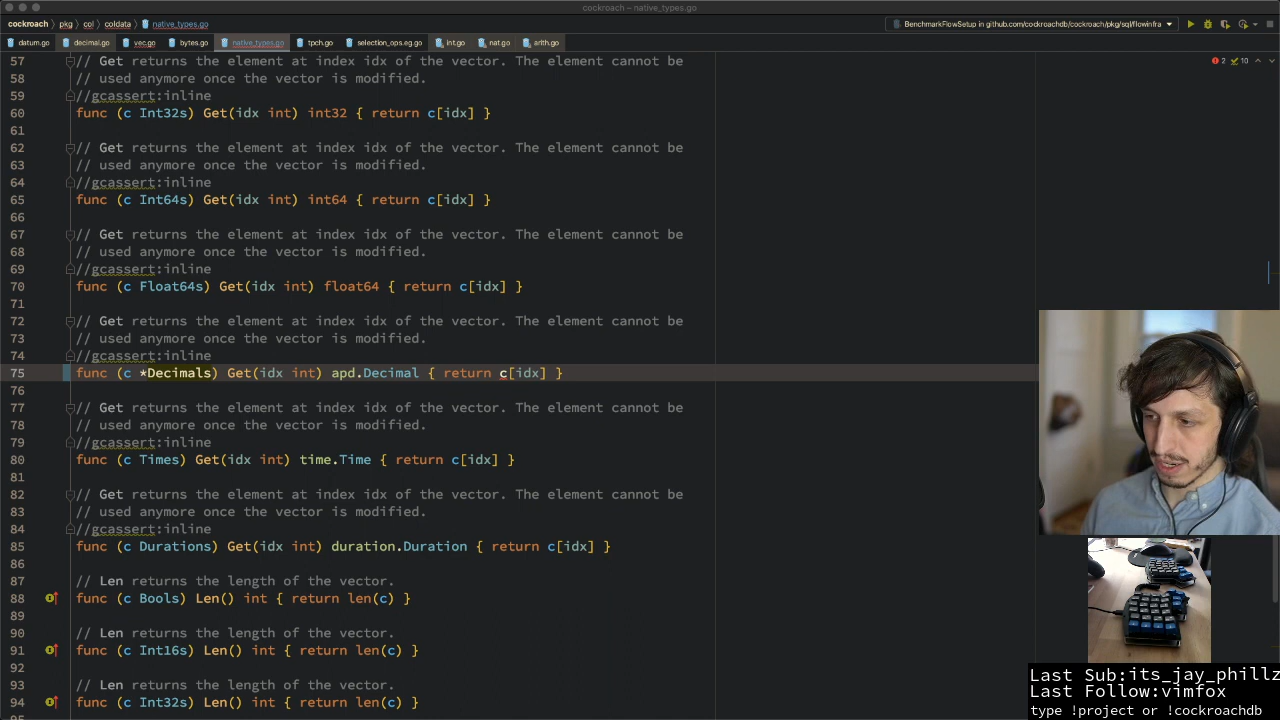 cockroach – native_types.go
cockroach › pkg › col › coldata › native_types.go
BenchmarkFlowSetup in github.com/cockroachdb/cockroach/pkg/sql/flowinfra
datum.go decimal.go vec.go bytes.go native_types.go tpch.go selection_ops.eg.go int.go nat.go arith.go
2 10
57 // Get returns the element at index idx of the vector. The element cannot be
58 // used anymore once the vector is modified.
59 //gcassert:inline
60 func (c Int32s) Get(idx int) int32 { return c[idx] }
61
62 // Get returns the element at index idx of the vector. The element cannot be
63 // used anymore once the vector is modified.
64 //gcassert:inline
65 func (c Int64s) Get(idx int) int64 { return c[idx] }
66
67 // Get returns the element at index idx of the vector. The element cannot be
68 // used anymore once the vector is modified.
69 //gcassert:inline
70 func (c Float64s) Get(idx int) float64 { return c[idx] }
71
72 // Get returns the element at index idx of the vector. The element cannot be
73 // used anymore once the vector is modified.
74 //gcassert:inline
75 func (c *Decimals) Get(idx int) apd.Decimal { return c[idx] }
76
77 // Get returns the element at index idx of the vector. The element cannot be
78 // used anymore once the vector is modified.
79 //gcassert:inline
80 func (c Times) Get(idx int) time.Time { return c[idx] }
81
82 // Get returns the element at index idx of the vector. The element cannot be
83 // used anymore once the vector is modified.
84 //gcassert:inline
85 func (c Durations) Get(idx int) duration.Duration { return c[idx] }
86
87 // Len returns the length of the vector.
88 func (c Bools) Len() int { return len(c) }
89
90 // Len returns the length of the vector.
91 func (c Int16s) Len() int { return len(c) }
92
93 // Len returns the length of the vector.
94 func (c Int32s) Len() int { return len(c) }
Last Sub:its_jay_phillz
Last Follow:vimfox
type !project or !cockroachdb